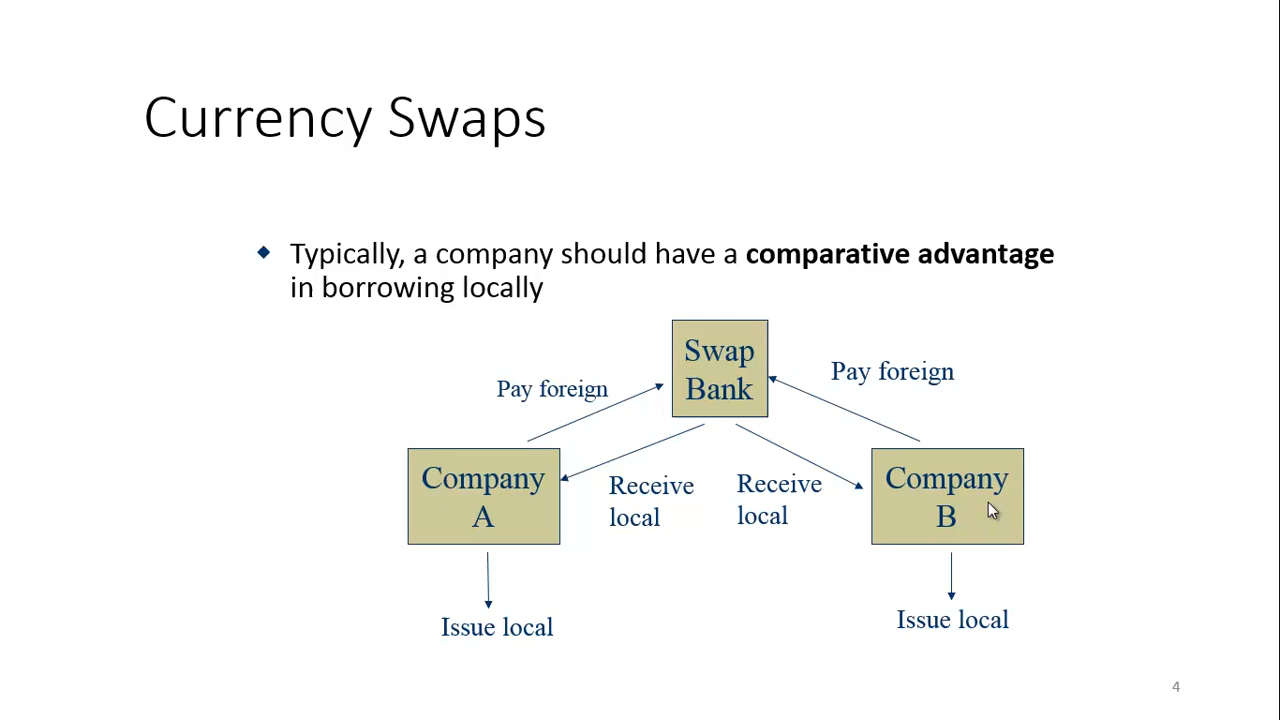 Currency Swaps
Typically, a company should have a comparative advantage
in borrowing locally
Swap
Bank
Pay foreign
Pay foreign
Company
A
Receive
local
Receive
local
Company
B
Issue local
Issue local
4